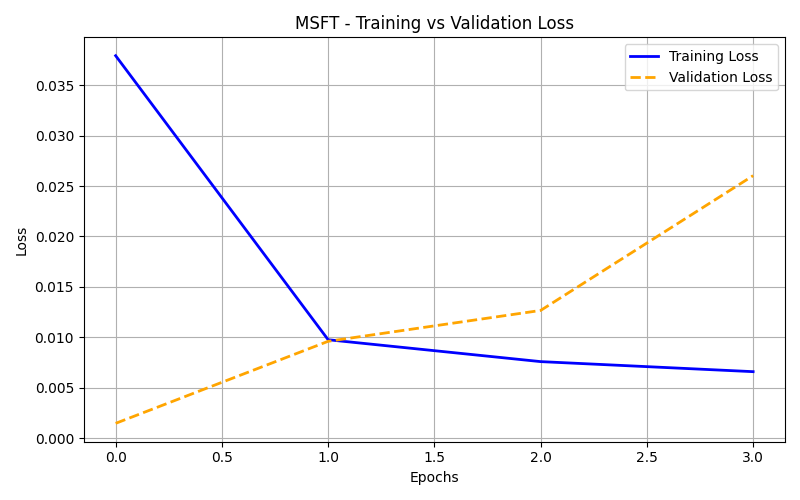 MSFT - Training vs Validation Loss
Training Loss
Validation Loss
0.035
0.030
0.025
0.020
0.015
0.010
0.005
0.000
Loss
0.0 0.5 1.0 1.5 2.0 2.5 3.0
Epochs